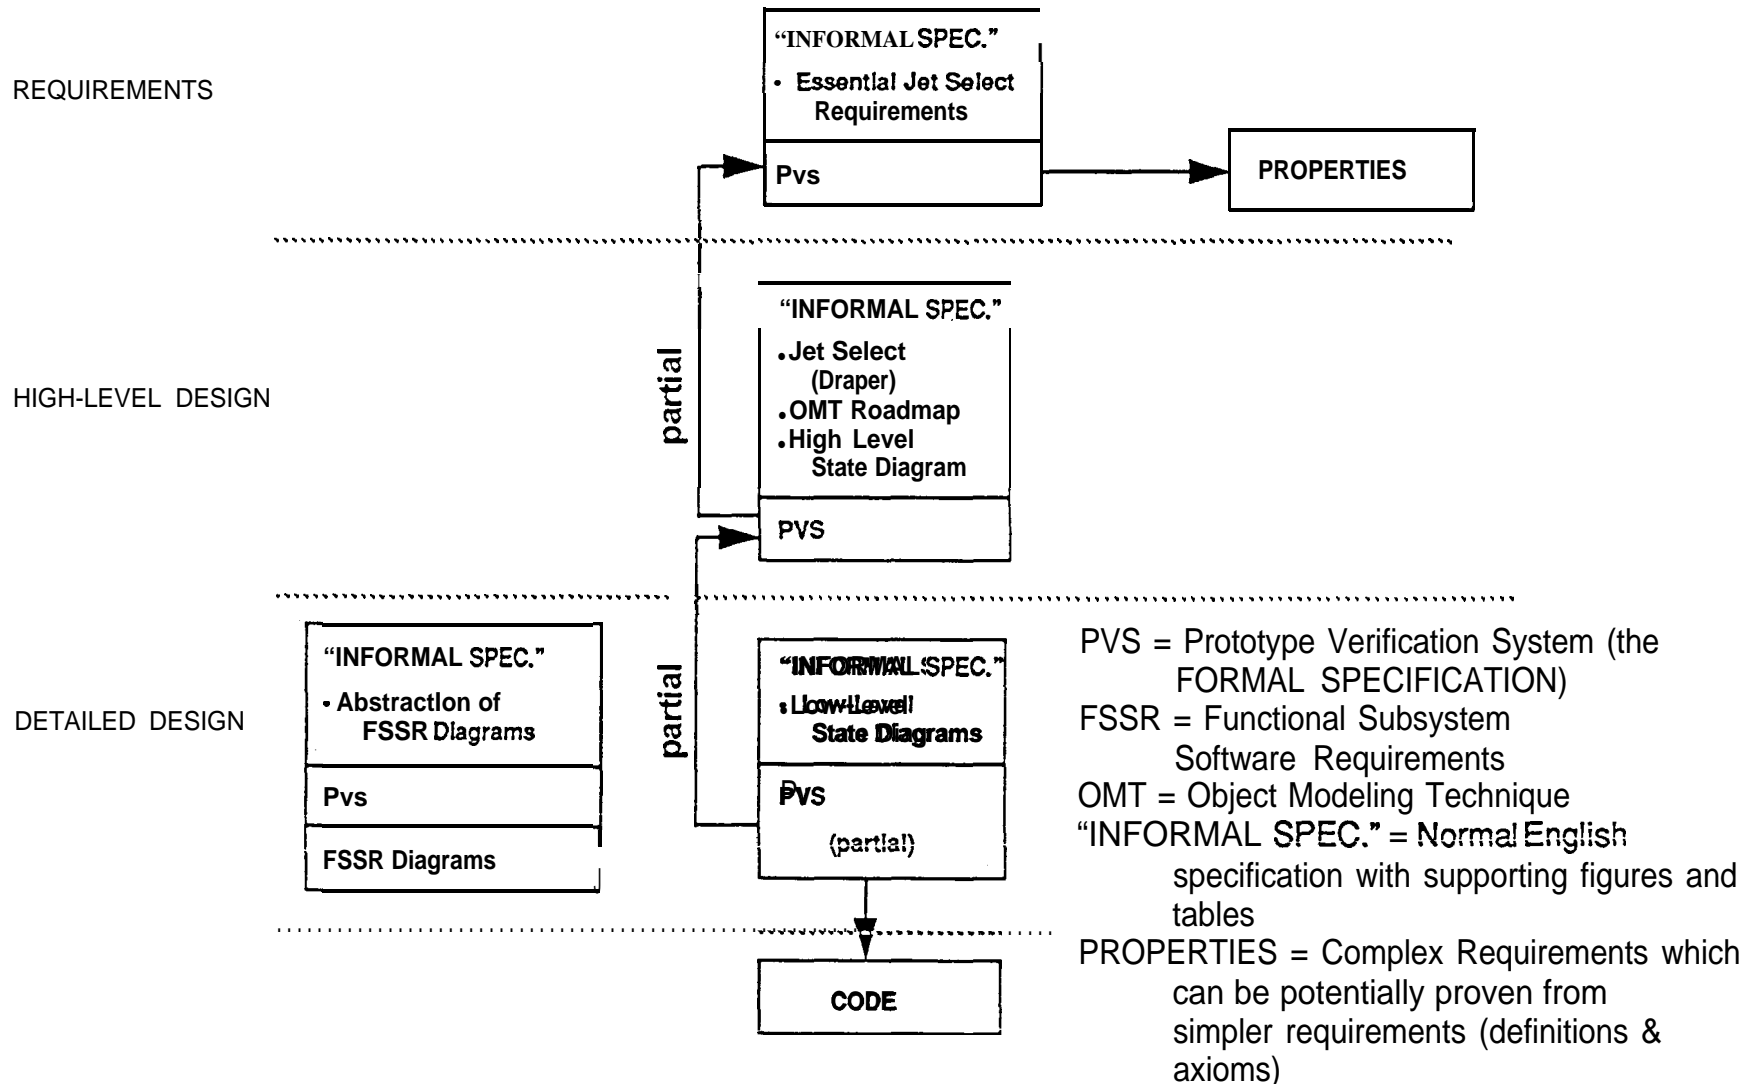 REQUIREMENTS
“INFORMAL SPEC.”
• Essential Jet Select
Requirements
Pvs
PROPERTIES
HIGH-LEVEL DESIGN
partial
“INFORMAL SPEC.”
• Jet Select
(Draper)
• OMT Roadmap
• High Level
State Diagram
PVS
DETAILED DESIGN
“INFORMAL SPEC.”
• Abstraction of
FSSR Diagrams
Pvs
FSSR Diagrams
partial
“INFORMAL SPEC.”
• Low-Level
State Diagrams
PVS
(partial)
CODE
PVS = Prototype Verification System (the
FORMAL SPECIFICATION)
FSSR = Functional Subsystem
Software Requirements
OMT = Object Modeling Technique
“INFORMAL SPEC.” = Normal English
specification with supporting figures and
tables
PROPERTIES = Complex Requirements which
can be potentially proven from
simpler requirements (definitions &
axioms)